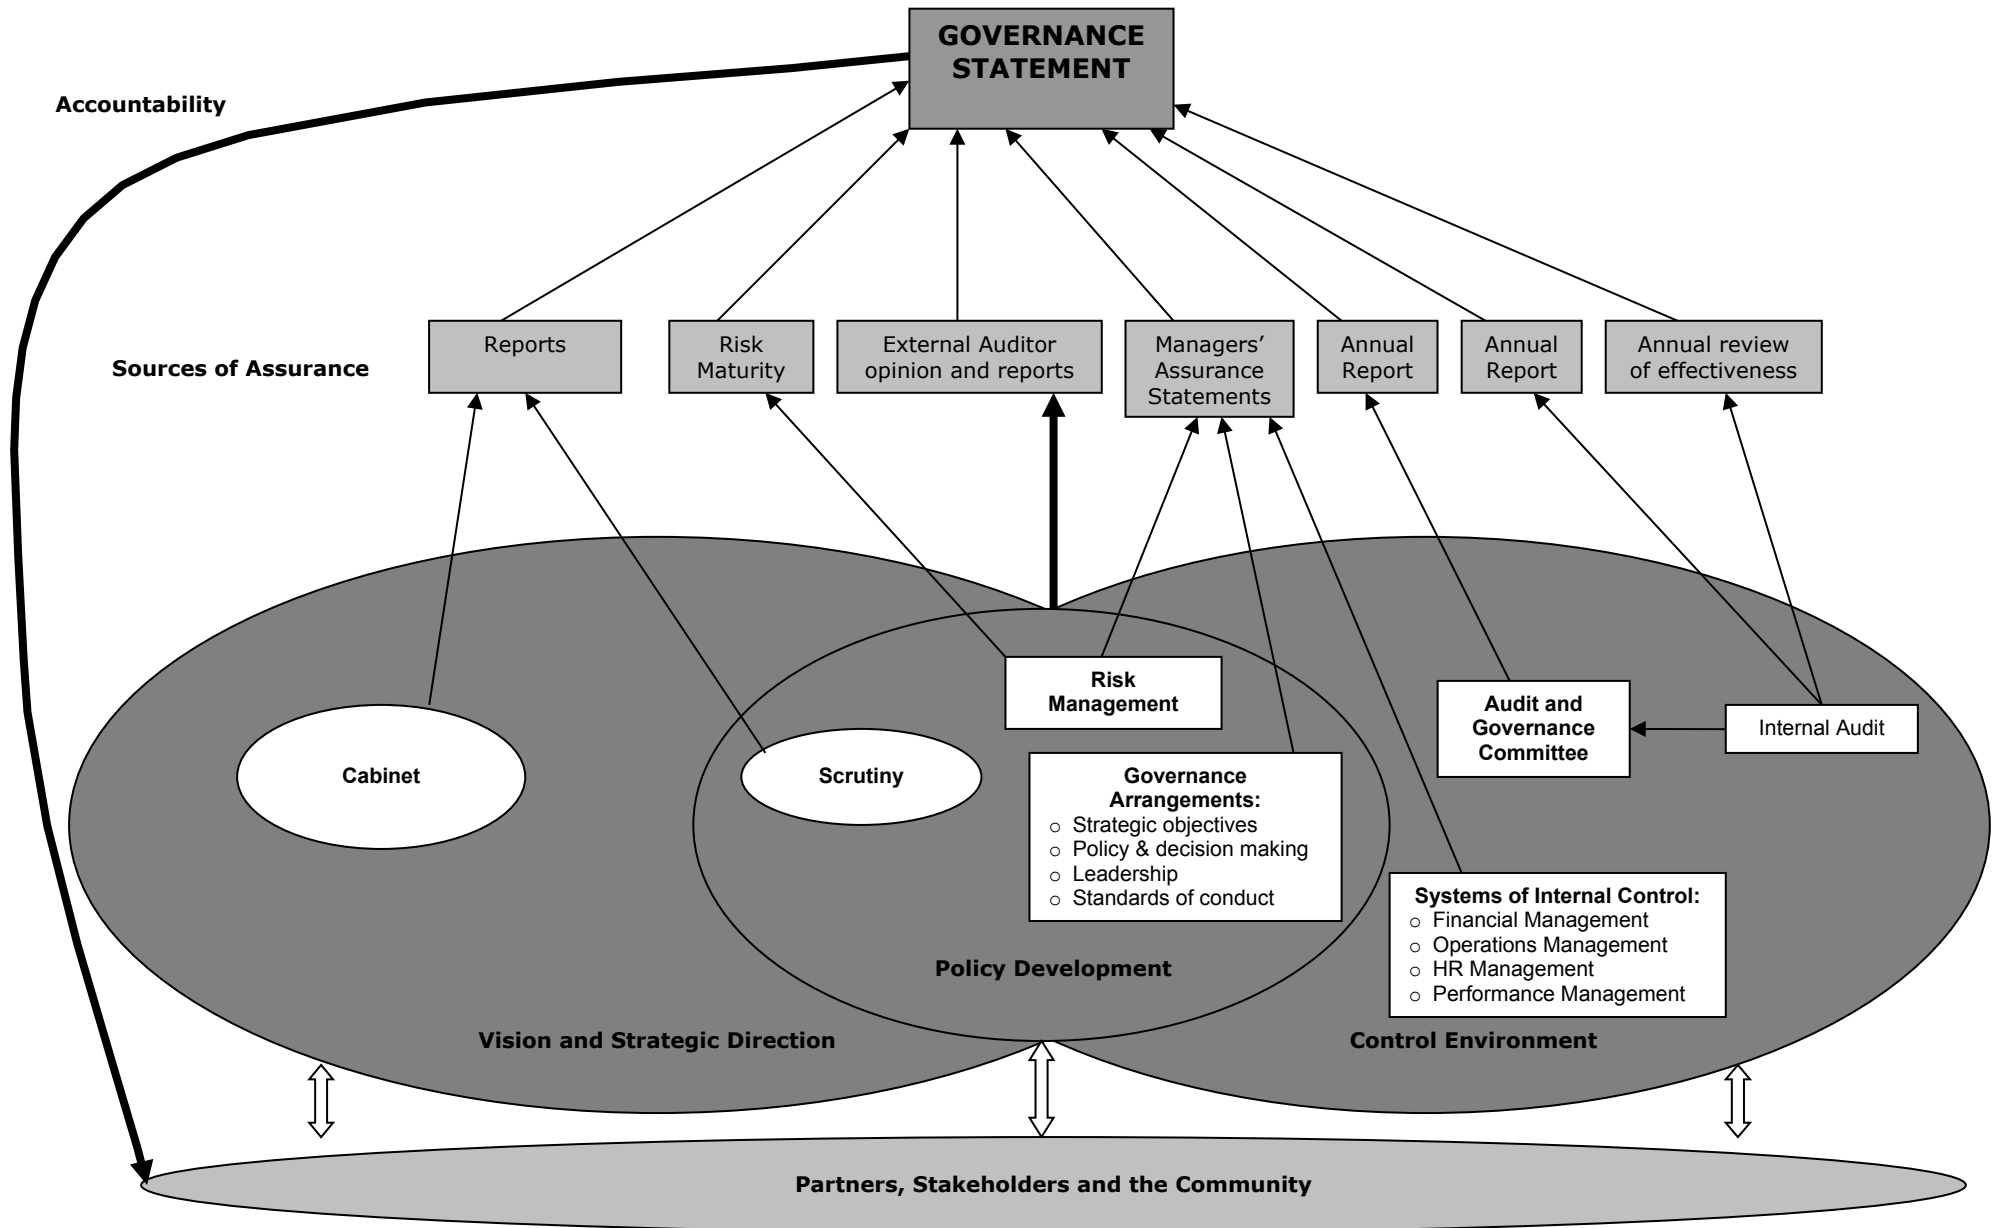 GOVERNANCE
STATEMENT
Accountability
Sources of Assurance
Reports
Risk
Maturity
External Auditor
opinion and reports
Managers’
Assurance
Statements
Annual
Report
Annual
Report
Annual review
of effectiveness
Risk
Management
Cabinet
Scrutiny
Governance
Arrangements:
○ Strategic objectives
○ Policy & decision making
○ Leadership
○ Standards of conduct
Audit and
Governance
Committee
Internal Audit
Systems of Internal Control:
○ Financial Management
○ Operations Management
○ HR Management
○ Performance Management
Policy Development
Vision and Strategic Direction
Control Environment
Partners, Stakeholders and the Community